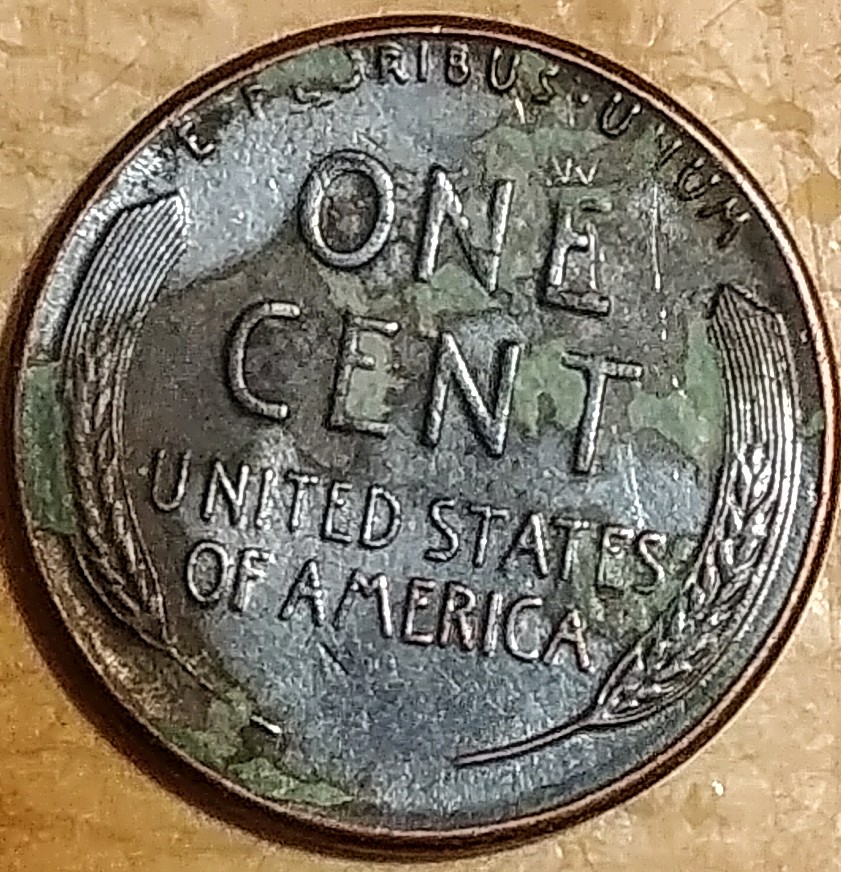 E·PLURIBUS·UNUM
ONE
CENT
UNITED STATES
OF AMERICA